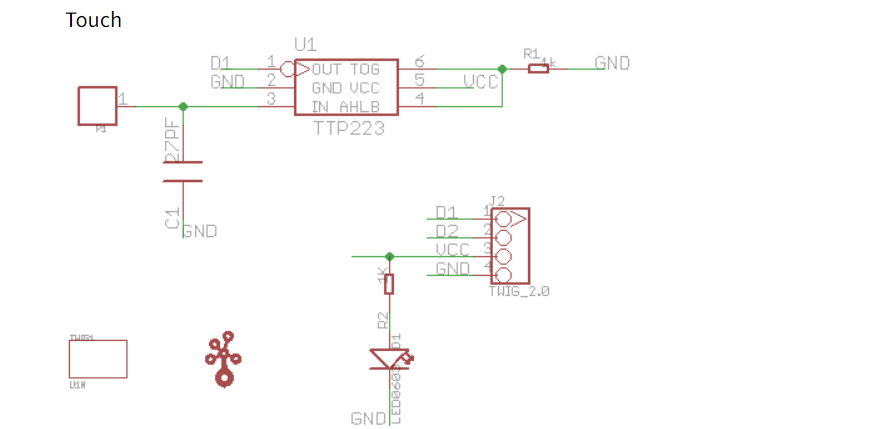 Touch
U1
D1 1 OUT TOG 6 R1 1k GND
GND 2 GND VCC 5 VCC
1 3 IN AHLB 4
P1
TTP223
27PF
C1
GND
J2
D1 1
D2 2
VCC 3
GND 4
1K
TWIG_2.0
R2
D1
LED0603
GND